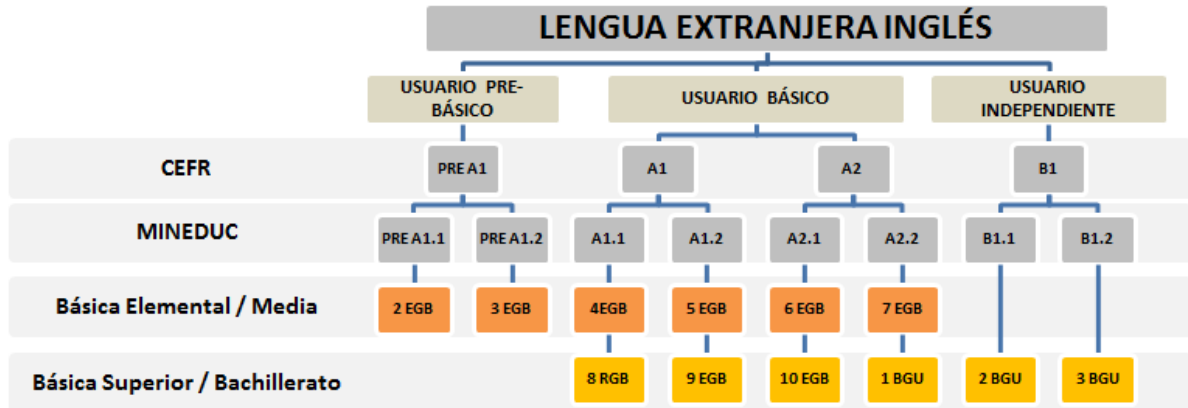 LENGUA EXTRANJERA INGLÉS
USUARIO PRE-
BÁSICO
USUARIO BÁSICO
USUARIO
INDEPENDIENTE
CEFR
PRE A1
A1
A2
B1
MINEDUC
PRE A1.1
PRE A1.2
A1.1
A1.2
A2.1
A2.2
B1.1
B1.2
Básica Elemental / Media
2 EGB
3 EGB
4EGB
5 EGB
6 EGB
7 EGB
Básica Superior / Bachillerato
8 RGB
9 EGB
10 EGB
1 BGU
2 BGU
3 BGU